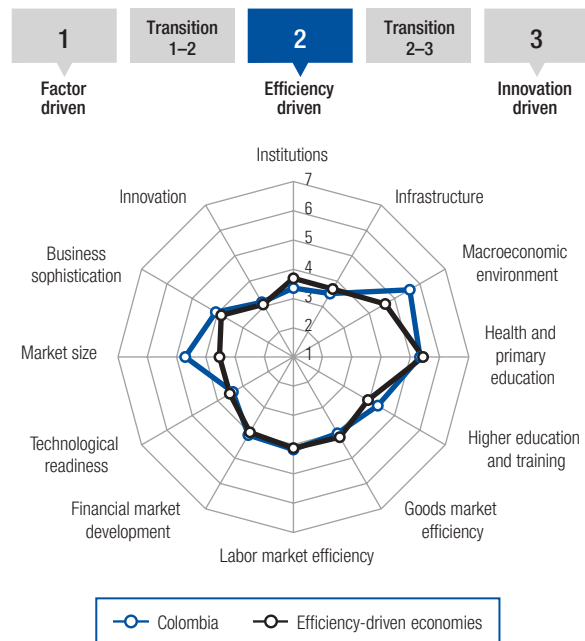 1
Transition
1–2
2
Transition
2–3
3
Factor
driven
Efficiency
driven
Innovation
driven
Institutions
7
6
5
4
3
2
1
Infrastructure
Macroeconomic
environment
Health and
primary
education
Higher education
and training
Goods market
efficiency
Labor market efficiency
Financial market
development
Technological
readiness
Market size
Business
sophistication
Innovation
Colombia
Efficiency-driven economies